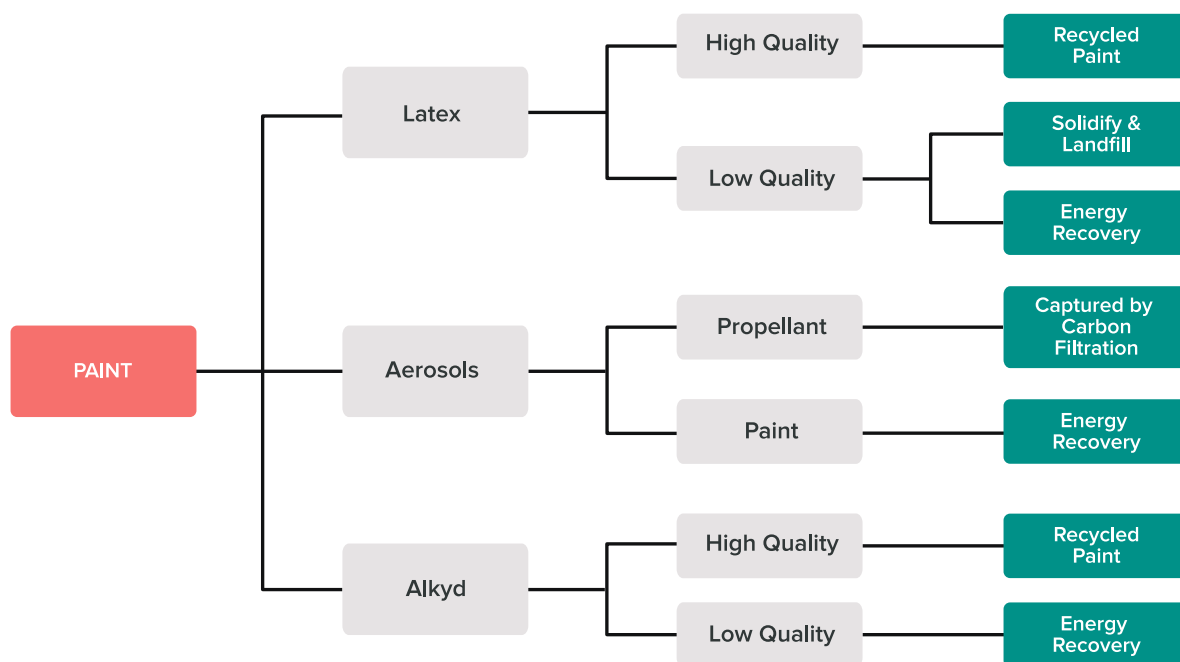 High Quality
Recycled
Paint
Latex
Solidify &
Landfill
Low Quality
Energy
Recovery
PAINT
Aerosols
Propellant
Captured by
Carbon
Filtration
Paint
Energy
Recovery
Alkyd
High Quality
Recycled
Paint
Low Quality
Energy
Recovery